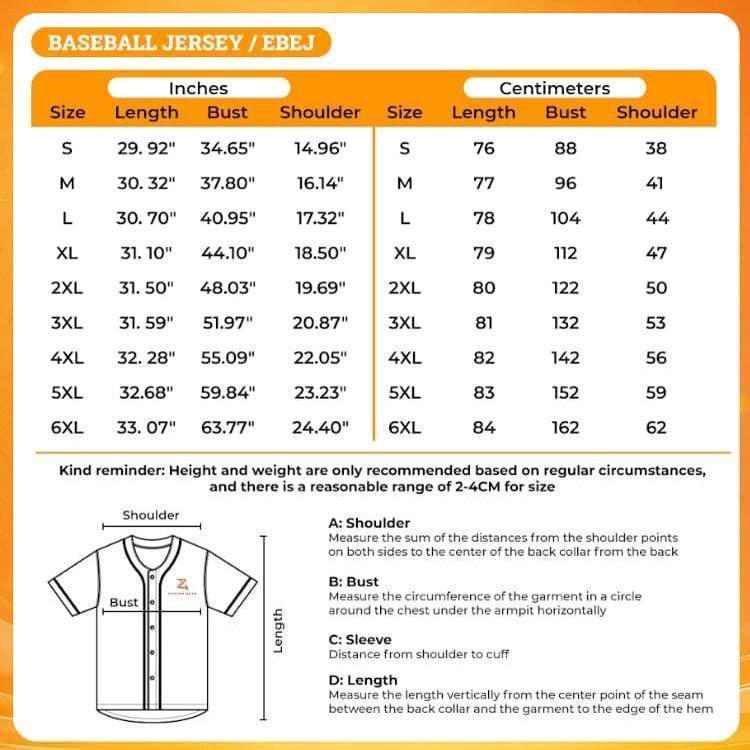 BASEBALL JERSEY / EBEJ
Inches Centimeters
Size Length Bust Shoulder Size Length Bust Shoulder
S 29. 92" 34.65" 14.96" S 76 88 38
M 30. 32" 37.80" 16.14" M 77 96 41
L 30. 70" 40.95" 17.32" L 78 104 44
XL 31. 10" 44.10" 18.50" XL 79 112 47
2XL 31. 50" 48.03" 19.69" 2XL 80 122 50
3XL 31. 59" 51.97" 20.87" 3XL 81 132 53
4XL 32. 28" 55.09" 22.05" 4XL 82 142 56
5XL 32.68" 59.84" 23.23" 5XL 83 152 59
6XL 33. 07" 63.77" 24.40" 6XL 84 162 62
Kind reminder: Height and weight are only recommended based on regular circumstances,
and there is a reasonable range of 2-4CM for size
Shoulder
Bust
Length
A: Shoulder
Measure the sum of the distances from the shoulder points
on both sides to the center of the back collar from the back
B: Bust
Measure the circumference of the garment in a circle
around the chest under the armpit horizontally
C: Sleeve
Distance from shoulder to cuff
D: Length
Measure the length vertically from the center point of the seam
between the back collar and the garment to the edge of the hem